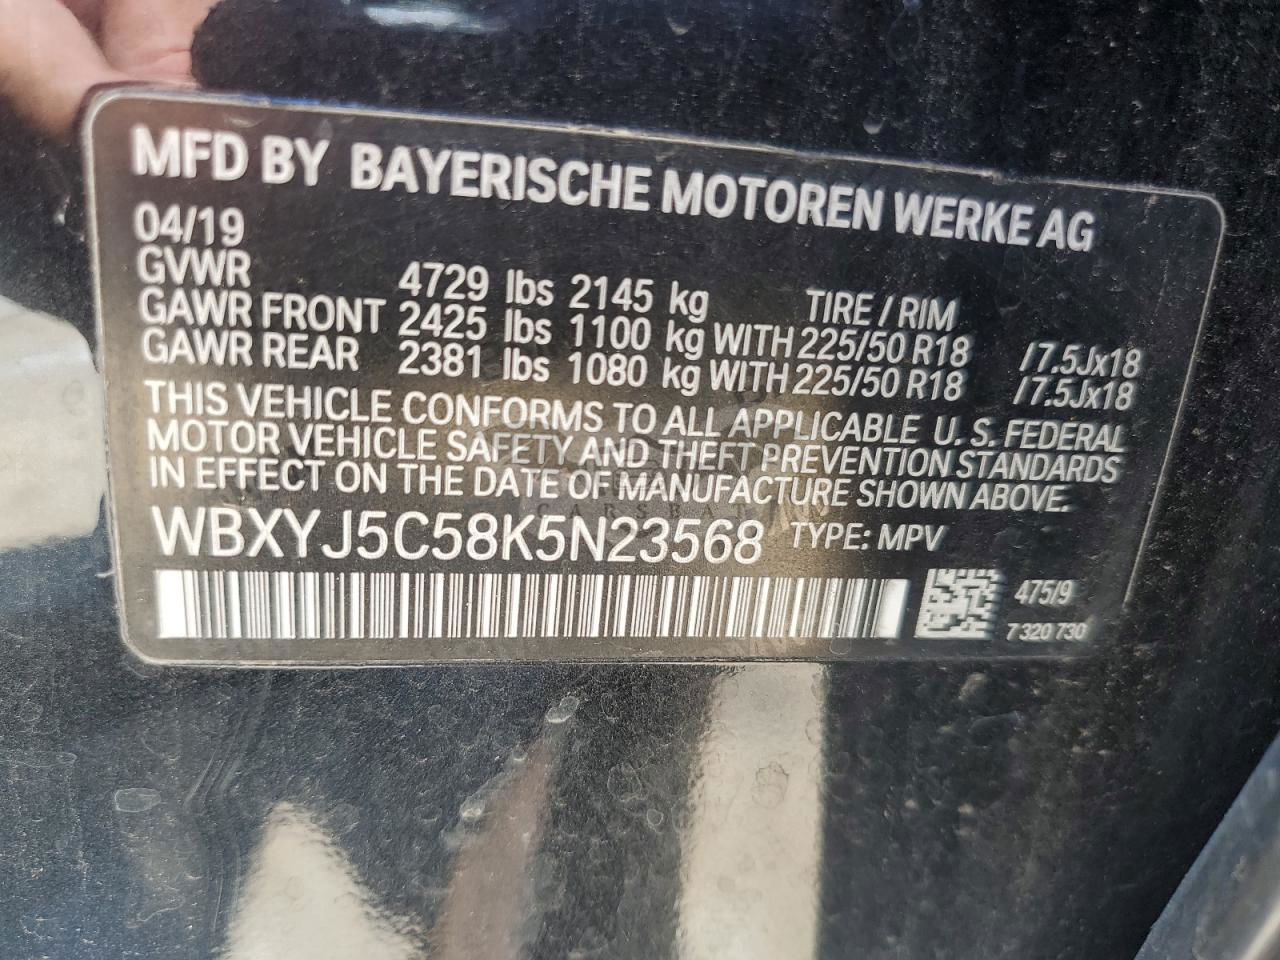 MFD BY BAYERISCHE MOTOREN WERKE AG
04/19
GVWR 4729 lbs 2145 kg TIRE / RIM
GAWR FRONT 2425 lbs 1100 kg WITH 225/50 R18 /7.5Jx18
GAWR REAR 2381 lbs 1080 kg WITH 225/50 R18 /7.5Jx18
THIS VEHICLE CONFORMS TO ALL APPLICABLE U.S. FEDERAL
MOTOR VEHICLE SAFETY AND THEFT PREVENTION STANDARDS
IN EFFECT ON THE DATE OF MANUFACTURE SHOWN ABOVE.
WBXYJ5C58K5N23568 TYPE: MPV
475/9
7 320 730